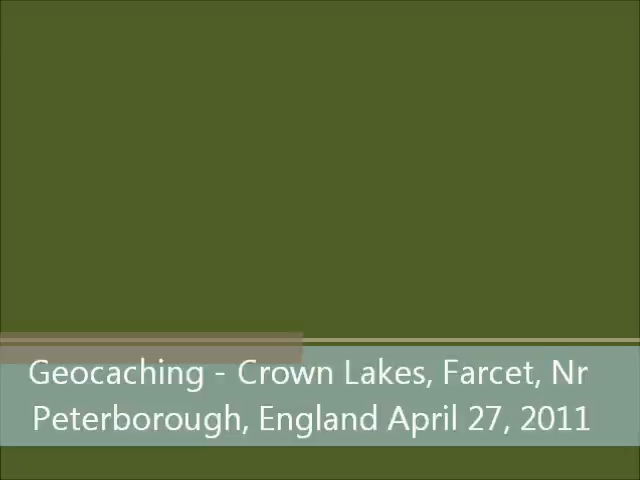 Geocaching - Crown Lakes, Farcet, Nr
Peterborough, England April 27, 2011